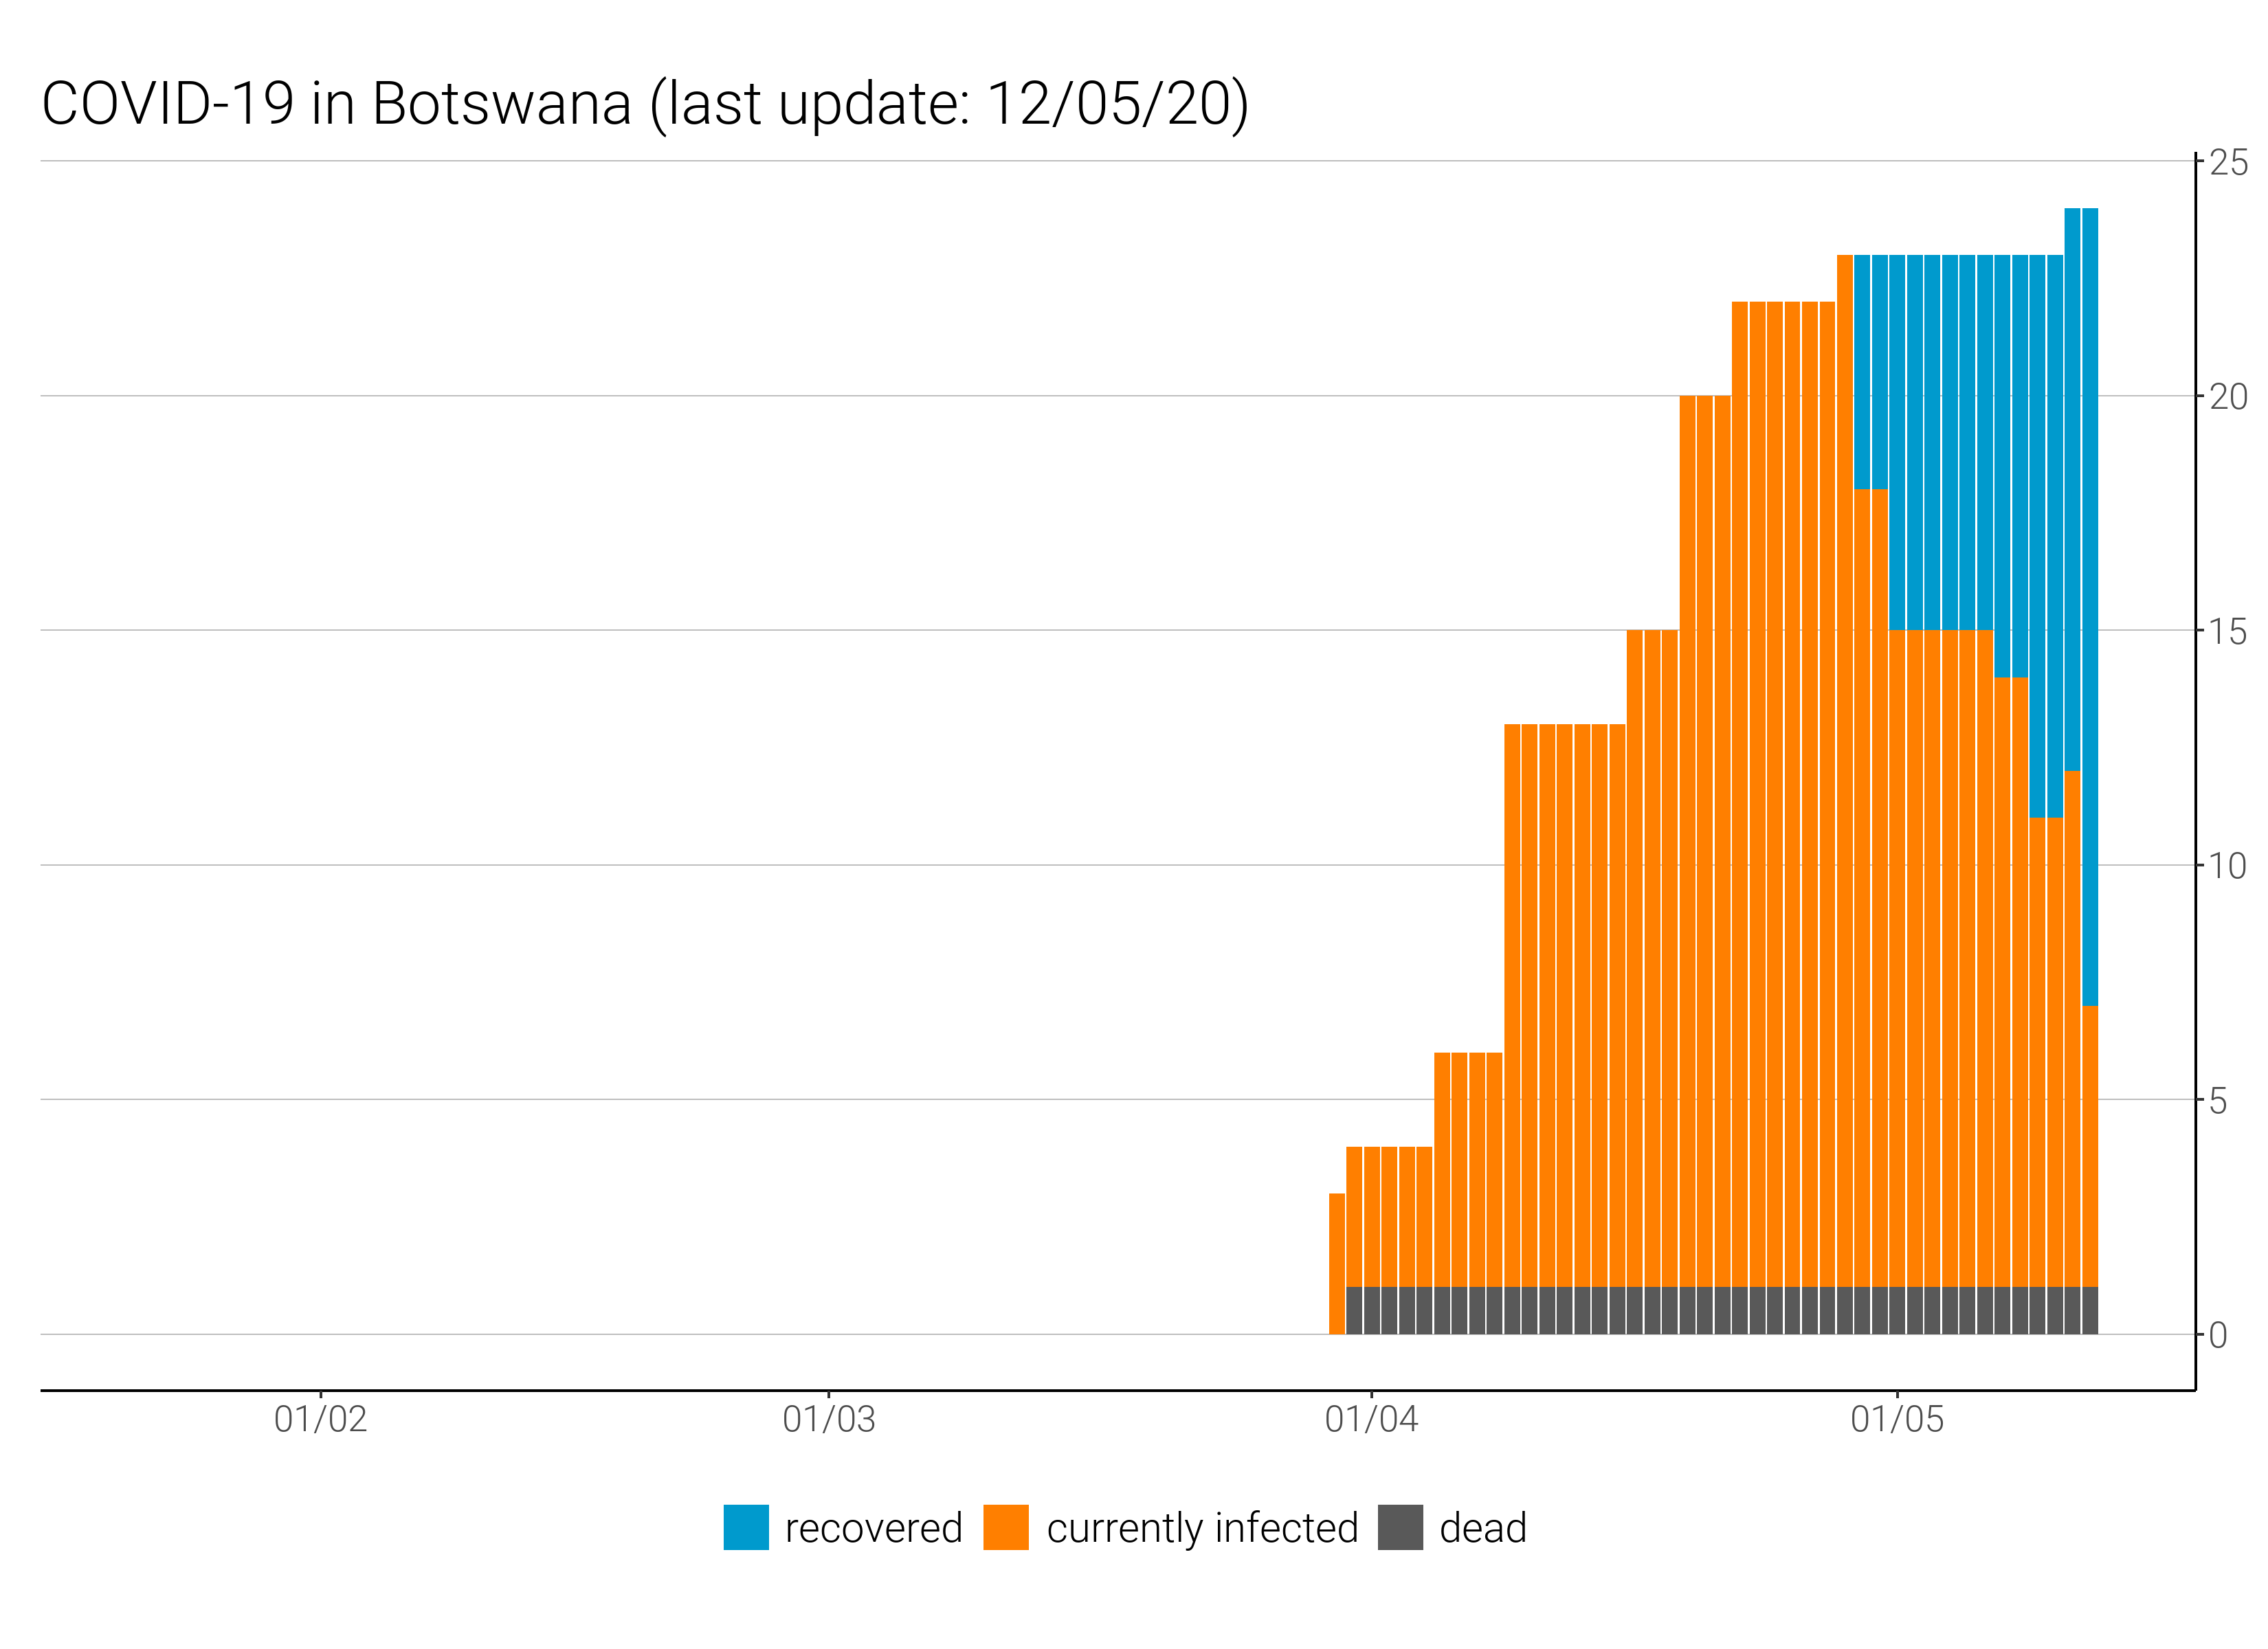 COVID-19 in Botswana (last update: 12/05/20)
25
20
15
10
5
0
01/02 01/03 01/04 01/05
recovered currently infected dead